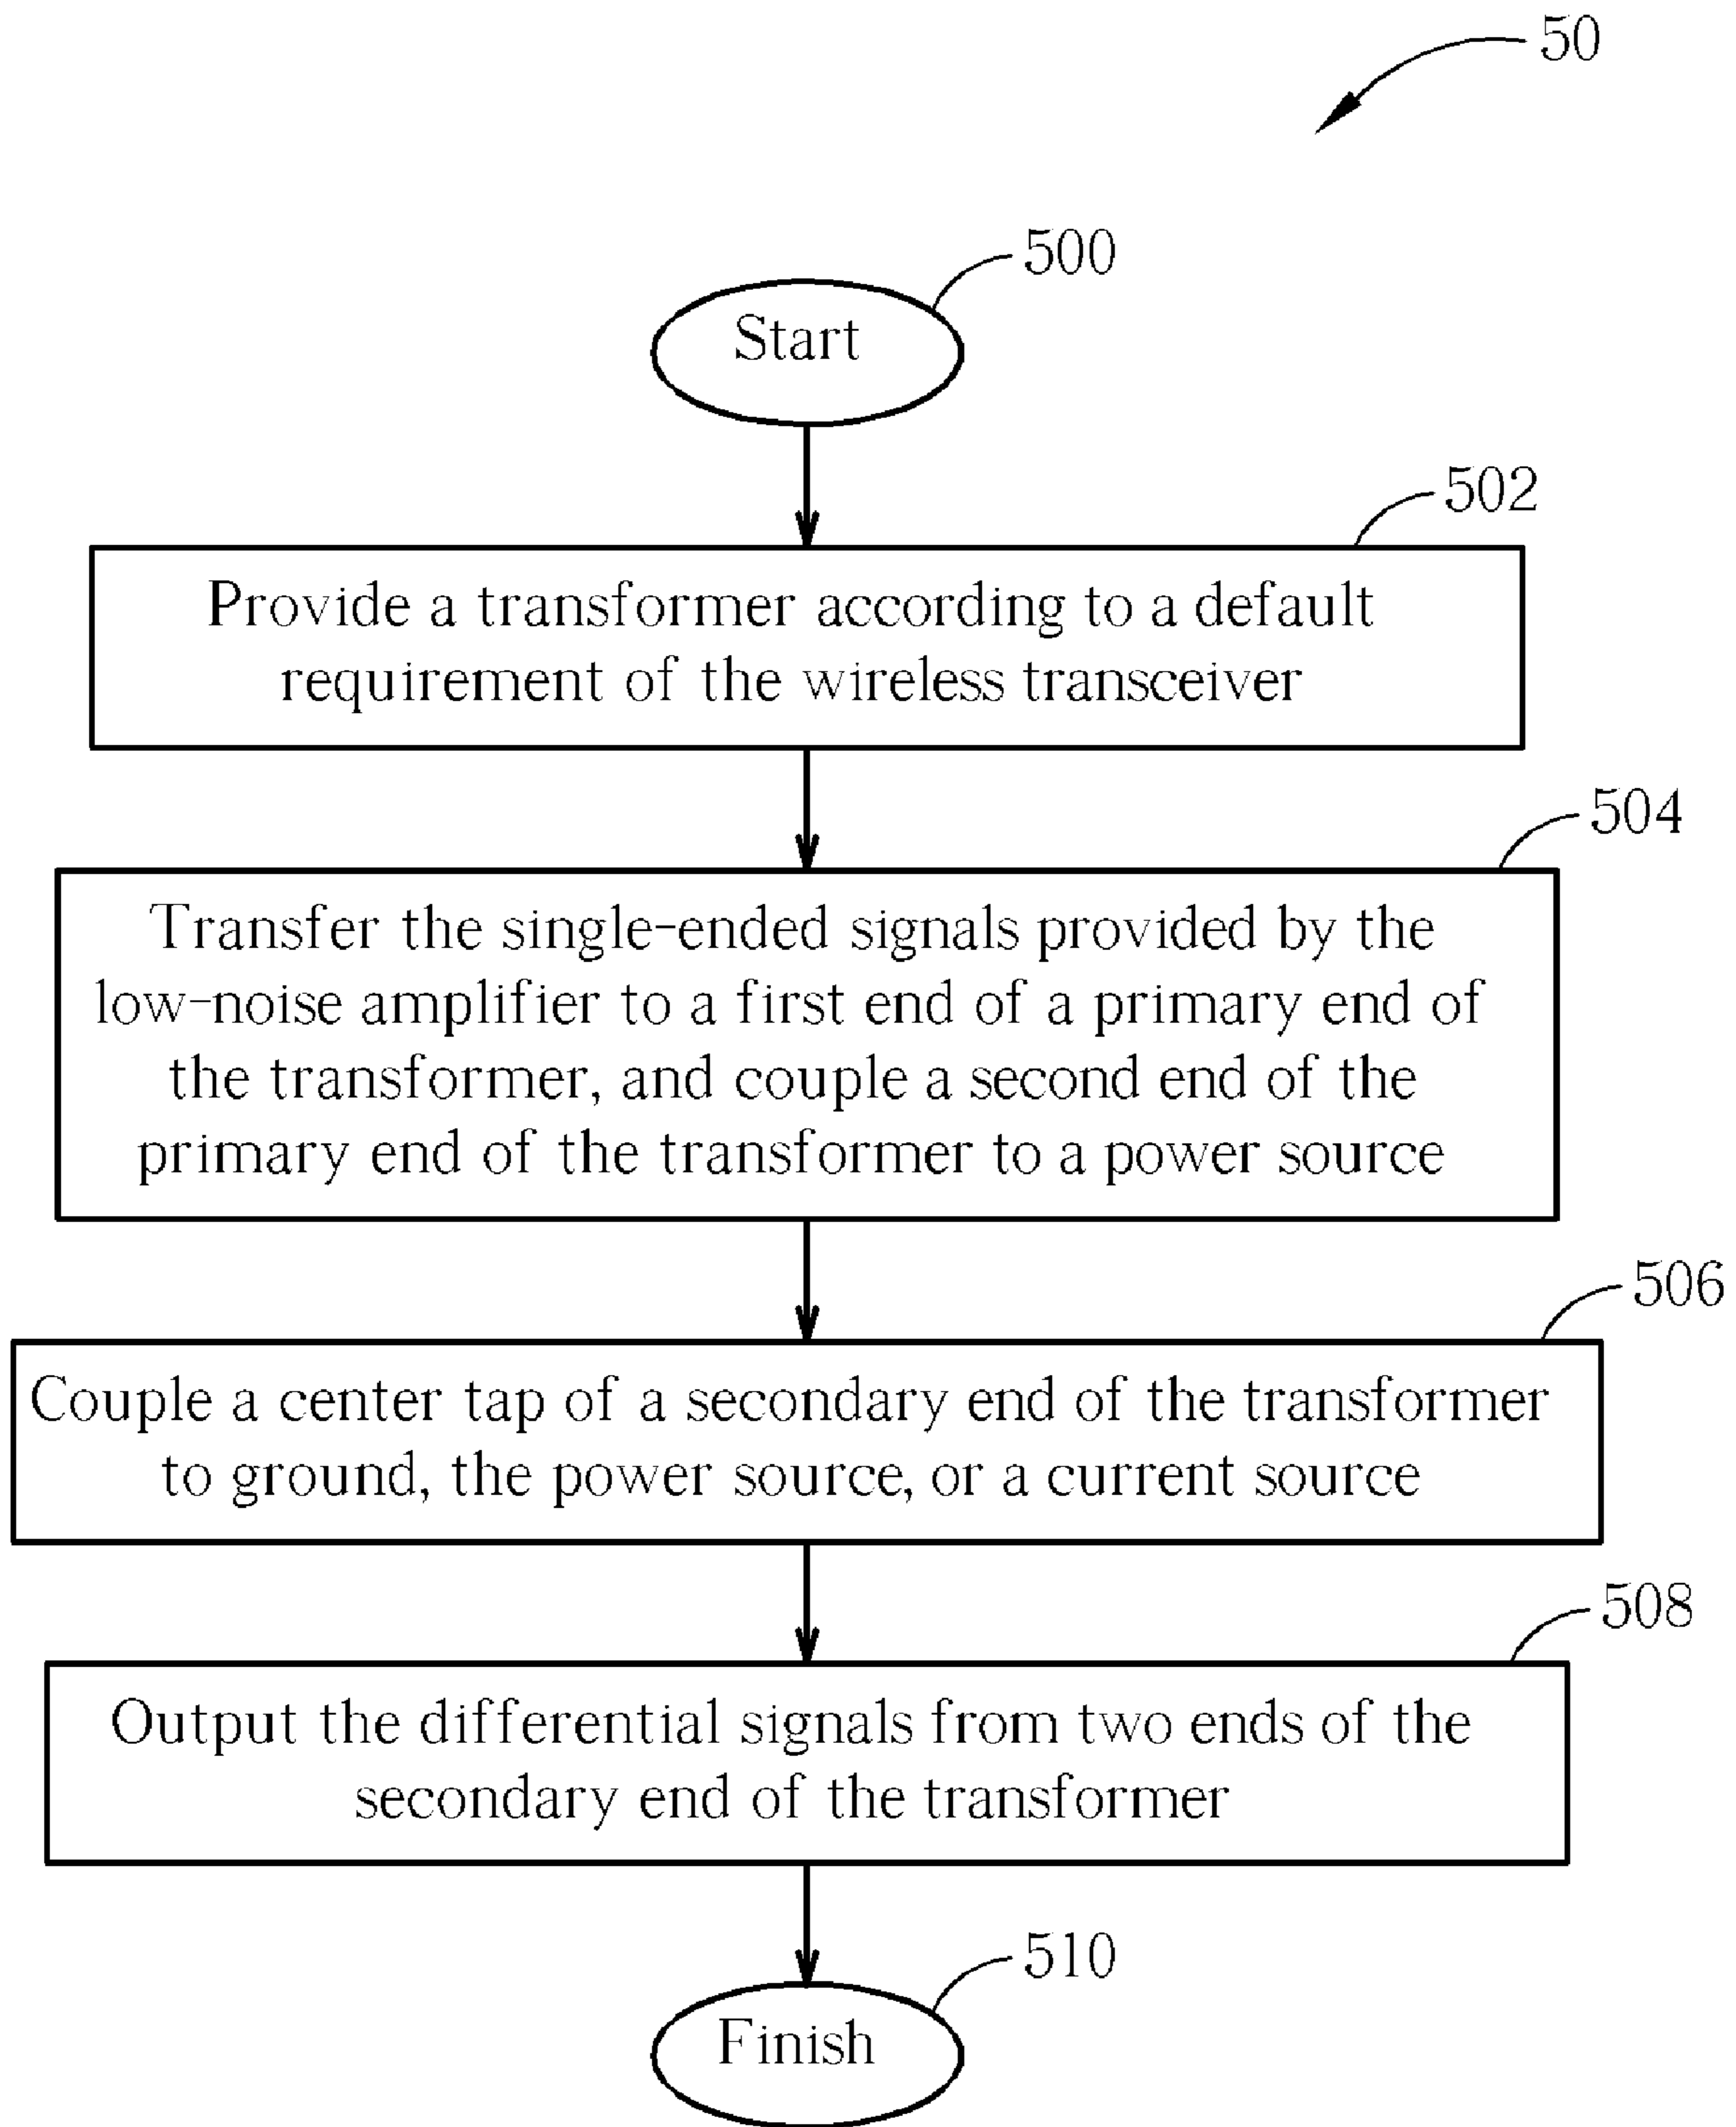 50
500
Start
502
Provide a transformer according to a default
requirement of the wireless transceiver
504
Transfer the single-ended signals provided by the
low-noise amplifier to a first end of a primary end of
the transformer, and couple a second end of the
primary end of the transformer to a power source
506
Couple a center tap of a secondary end of the transformer
to ground, the power source, or a current source
508
Output the differential signals from two ends of the
secondary end of the transformer
510
Finish